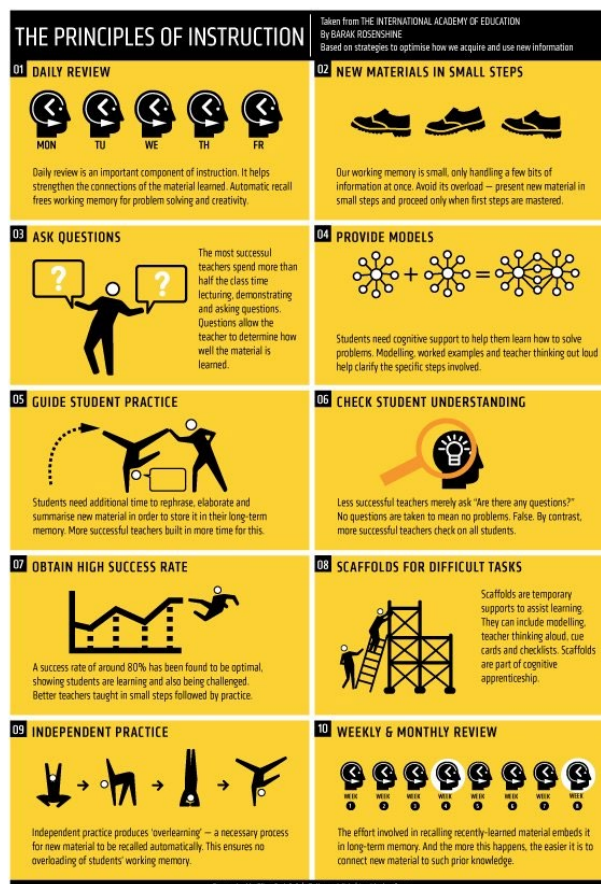 THE PRINCIPLES OF INSTRUCTION
Taken from THE INTERNATIONAL ACADEMY OF EDUCATION
By BARAK ROSENSHINE
Based on strategies to optimise how we acquire and use new information
01 DAILY REVIEW
MON TU WE TH FR
Daily review is an important component of instruction. It helps
strengthen the connections of the material learned. Automatic recall
frees working memory for problem solving and creativity.
02 NEW MATERIALS IN SMALL STEPS
Our working memory is small, only handling a few bits of
information at once. Avoid its overload — present new material in
small steps and proceed only when first steps are mastered.
03 ASK QUESTIONS
? ?
The most successul
teachers spend more than
half the class time
lecturing, demonstrating
and asking questions.
Questions allow the
teacher to determine how
well the material is
learned.
04 PROVIDE MODELS
+ =
Students need cognitive support to help them learn how to solve
problems. Modelling, worked examples and teacher thinking out loud
help clarify the specific steps involved.
05 GUIDE STUDENT PRACTICE
Students need additional time to rephrase, elaborate and
summarise new material in order to store it in their long-term
memory. More successful teachers built in more time for this.
06 CHECK STUDENT UNDERSTANDING
Less successful teachers merely ask "Are there any questions?"
No questions are taken to mean no problems. False. By contrast,
more successful teachers check on all students.
07 OBTAIN HIGH SUCCESS RATE
A success rate of around 80% has been found to be optimal,
showing students are learning and also being challenged.
Better teachers taught in small steps followed by practice.
08 SCAFFOLDS FOR DIFFICULT TASKS
Scaffolds are temporary
supports to assist learning.
They can include modelling,
teacher thinking aloud, cue
cards and checklists. Scaffolds
are part of cognitive
apprenticeship.
09 INDEPENDENT PRACTICE
Independent practice produces 'overlearning' — a necessary process
for new material to be recalled automatically. This ensures no
overloading of students' working memory.
10 WEEKLY & MONTHLY REVIEW
WEEK WEEK WEEK WEEK WEEK WEEK WEEK WEEK
1 2 3 4 5 6 7 8
The effort involved in recalling recently-learned material embeds it
in long-term memory. And the more this happens, the easier it is to
connect new material to such prior knowledge.